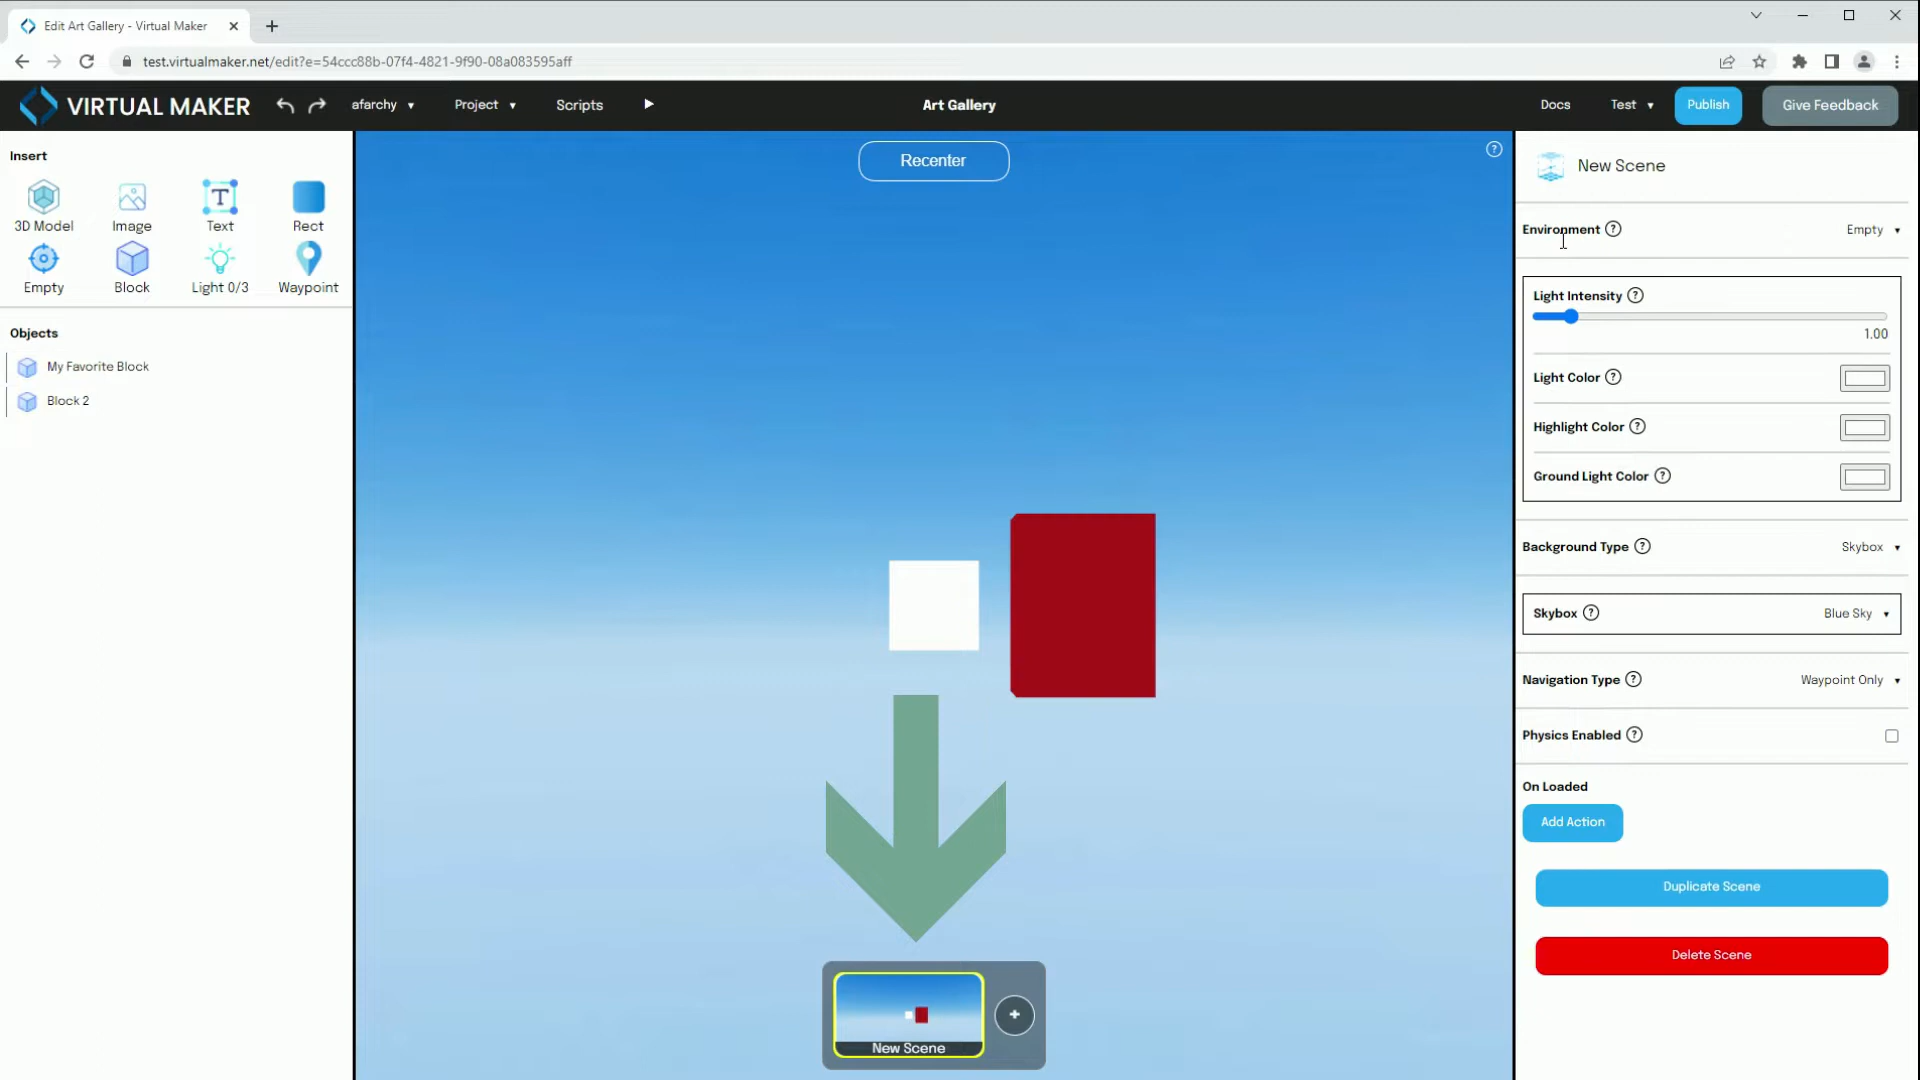 Edit Art Gallery - Virtual Maker
test.virtualmaker.net/edit?e=54ccc88b-07f4-4821-9f90-08a083595aff
VIRTUAL MAKER afarchy Project Scripts Art Gallery Docs Test Publish Give Feedback
Insert
3D Model Image Text Rect
Empty Block Light 0/3 Waypoint
Objects
My Favorite Block
Block 2
Recenter
New Scene
New Scene
Environment ? Empty
Light Intensity ?
1.00
Light Color ?
Highlight Color ?
Ground Light Color ?
Background Type ? Skybox
Skybox ? Blue Sky
Navigation Type ? Waypoint Only
Physics Enabled ?
On Loaded
Add Action
Duplicate Scene
Delete Scene